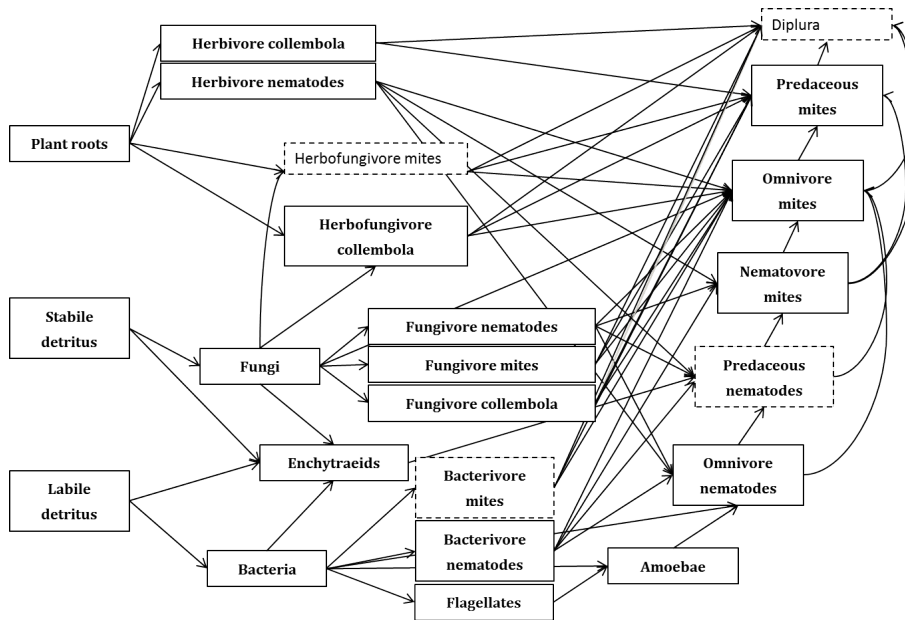 Diplura
Herbivore collembola
Herbivore nematodes
Predaceous
mites
Plant roots
Herbofungivore mites
Omnivore
mites
Herbofungivore
collembola
Nematovore
mites
Stabile
detritus
Fungivore nematodes
Fungi
Fungivore mites
Predaceous
nematodes
Fungivore collembola
Enchytraeids
Bacterivore
mites
Omnivore
nematodes
Labile
detritus
Bacterivore
nematodes
Bacteria
Amoebae
Flagellates